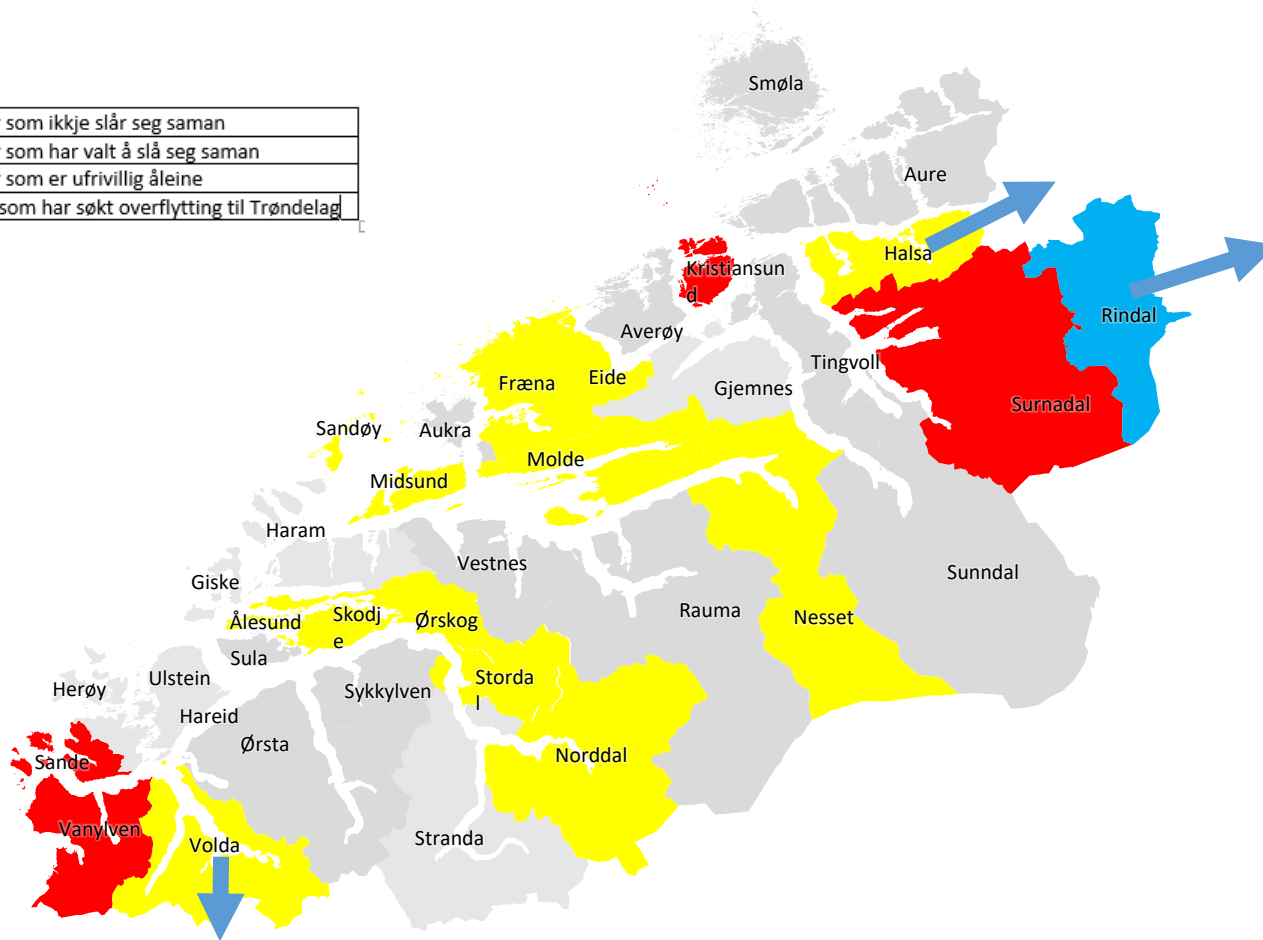 som ikkje slår seg saman
som har valt å slå seg saman
som er ufrivillig åleine
som har søkt overflytting til Trøndelag
Smøla
Aure
Halsa
Kristiansun
d
Rindal
Averøy
Tingvoll
Fræna
Eide
Gjemnes
Surnadal
Sandøy
Aukra
Molde
Midsund
Haram
Vestnes
Sunndal
Giske
Rauma
Nesset
Ålesund
Skodj
e
Ørskog
Sula
Storda
l
Ulstein
Herøy
Sykkylven
Hareid
Ørsta
Norddal
Sande
Vanylven
Stranda
Volda